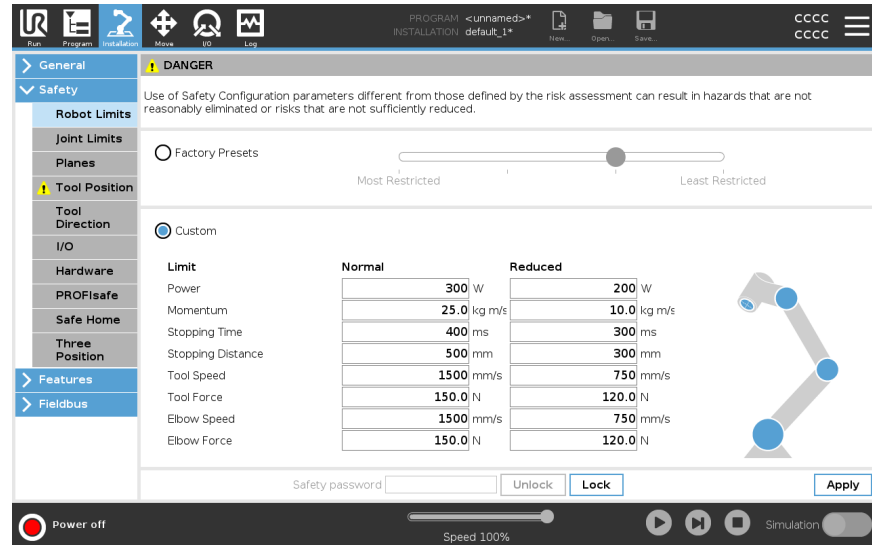 UR
PROGRAM <unnamed>*
INSTALLATION default_1*
CCCC
CCCC
Run Program Installation Move I/O Log New... Open... Save...
General
DANGER
Safety
Use of Safety Configuration parameters different from those defined by the risk assessment can result in hazards that are not
reasonably eliminated or risks that are not sufficiently reduced.
Robot Limits
Joint Limits
Planes
Tool Position
Tool
Direction
I/O
Hardware
PROFIsafe
Safe Home
Three
Position
Features
Fieldbus
Factory Presets
Most Restricted Least Restricted
Custom
Limit Normal Reduced
Power 300 W 200 W
Momentum 25.0 kg m/s 10.0 kg m/s
Stopping Time 400 ms 300 ms
Stopping Distance 500 mm 300 mm
Tool Speed 1500 mm/s 750 mm/s
Tool Force 150.0 N 120.0 N
Elbow Speed 1500 mm/s 750 mm/s
Elbow Force 150.0 N 120.0 N
Safety password Unlock Lock Apply
Power off
Speed 100%
Simulation